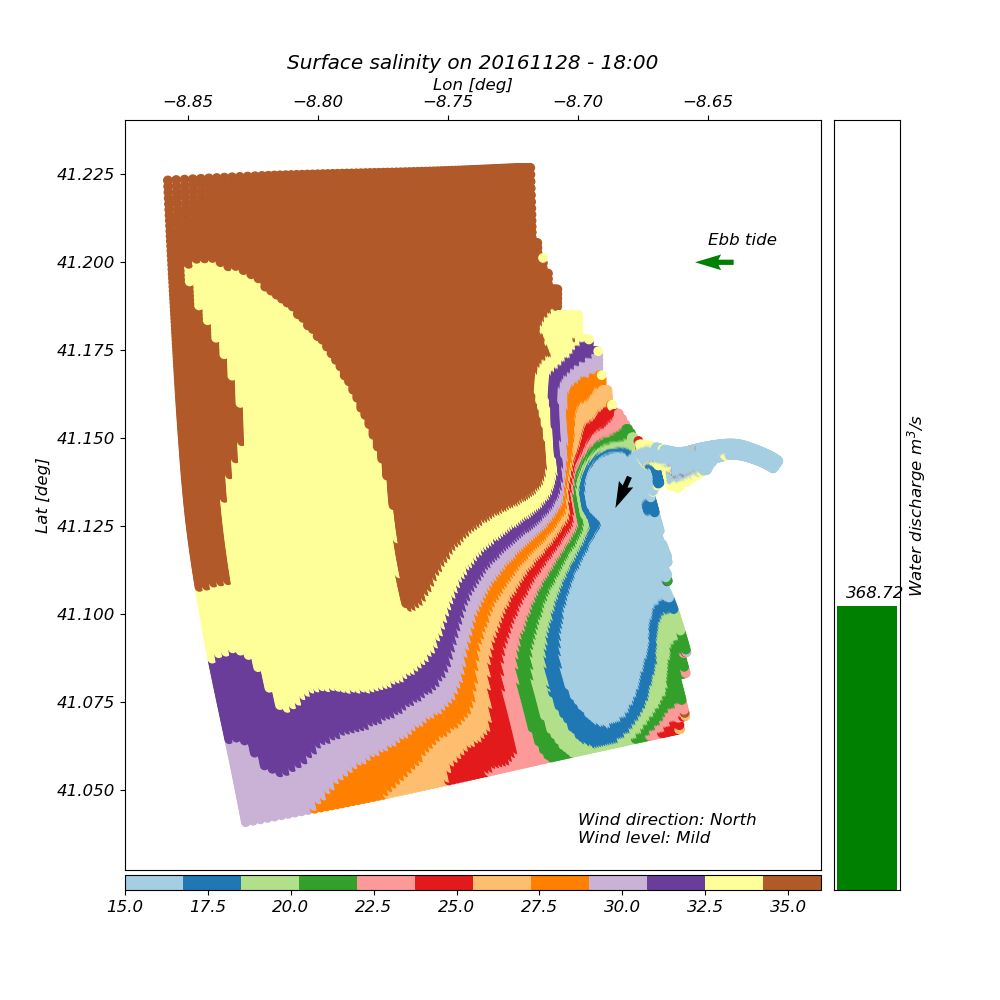 Surface salinity on 20161128 - 18:00
Lon [deg]
−8.85 −8.80 −8.75 −8.70 −8.65
41.225
41.200
41.175
41.150
41.125
41.100
41.075
41.050
Lat [deg]
Ebb tide
Wind direction: North
Wind level: Mild
368.72
Water discharge m³/s
15.0 17.5 20.0 22.5 25.0 27.5 30.0 32.5 35.0